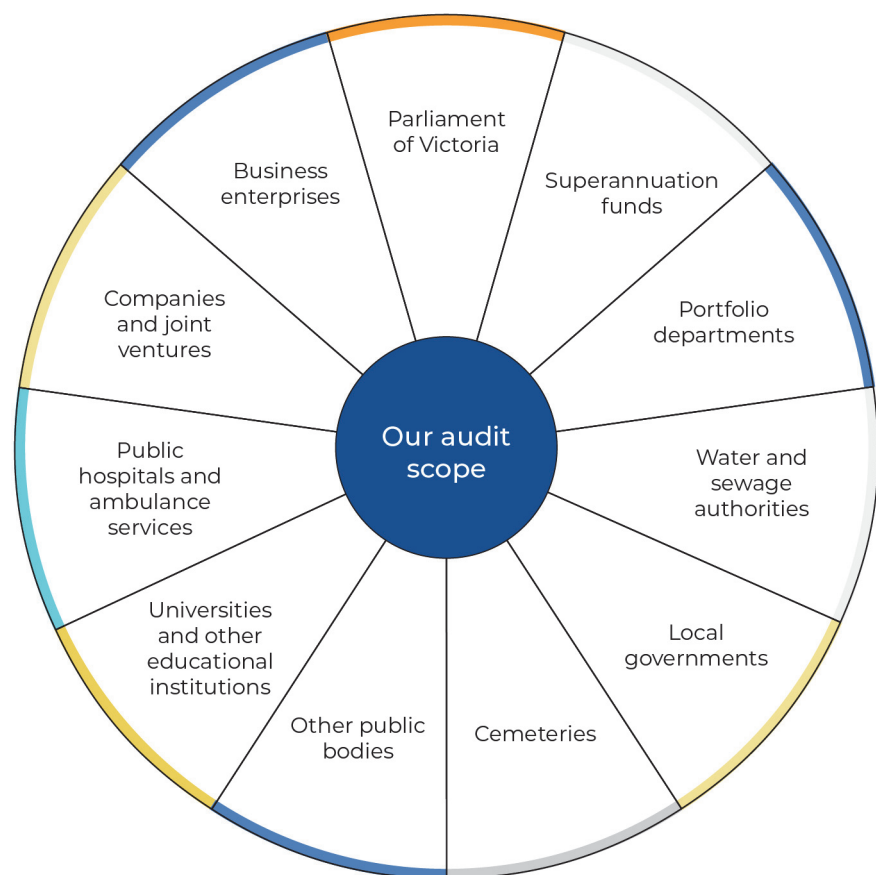 Parliament
of Victoria
Superannuation
funds
Portfolio
departments
Water and
sewage
authorities
Local
governments
Cemeteries
Other public
bodies
Universities
and other
educational
institutions
Public
hospitals and
ambulance
services
Companies
and joint
ventures
Business
enterprises
Our audit
scope